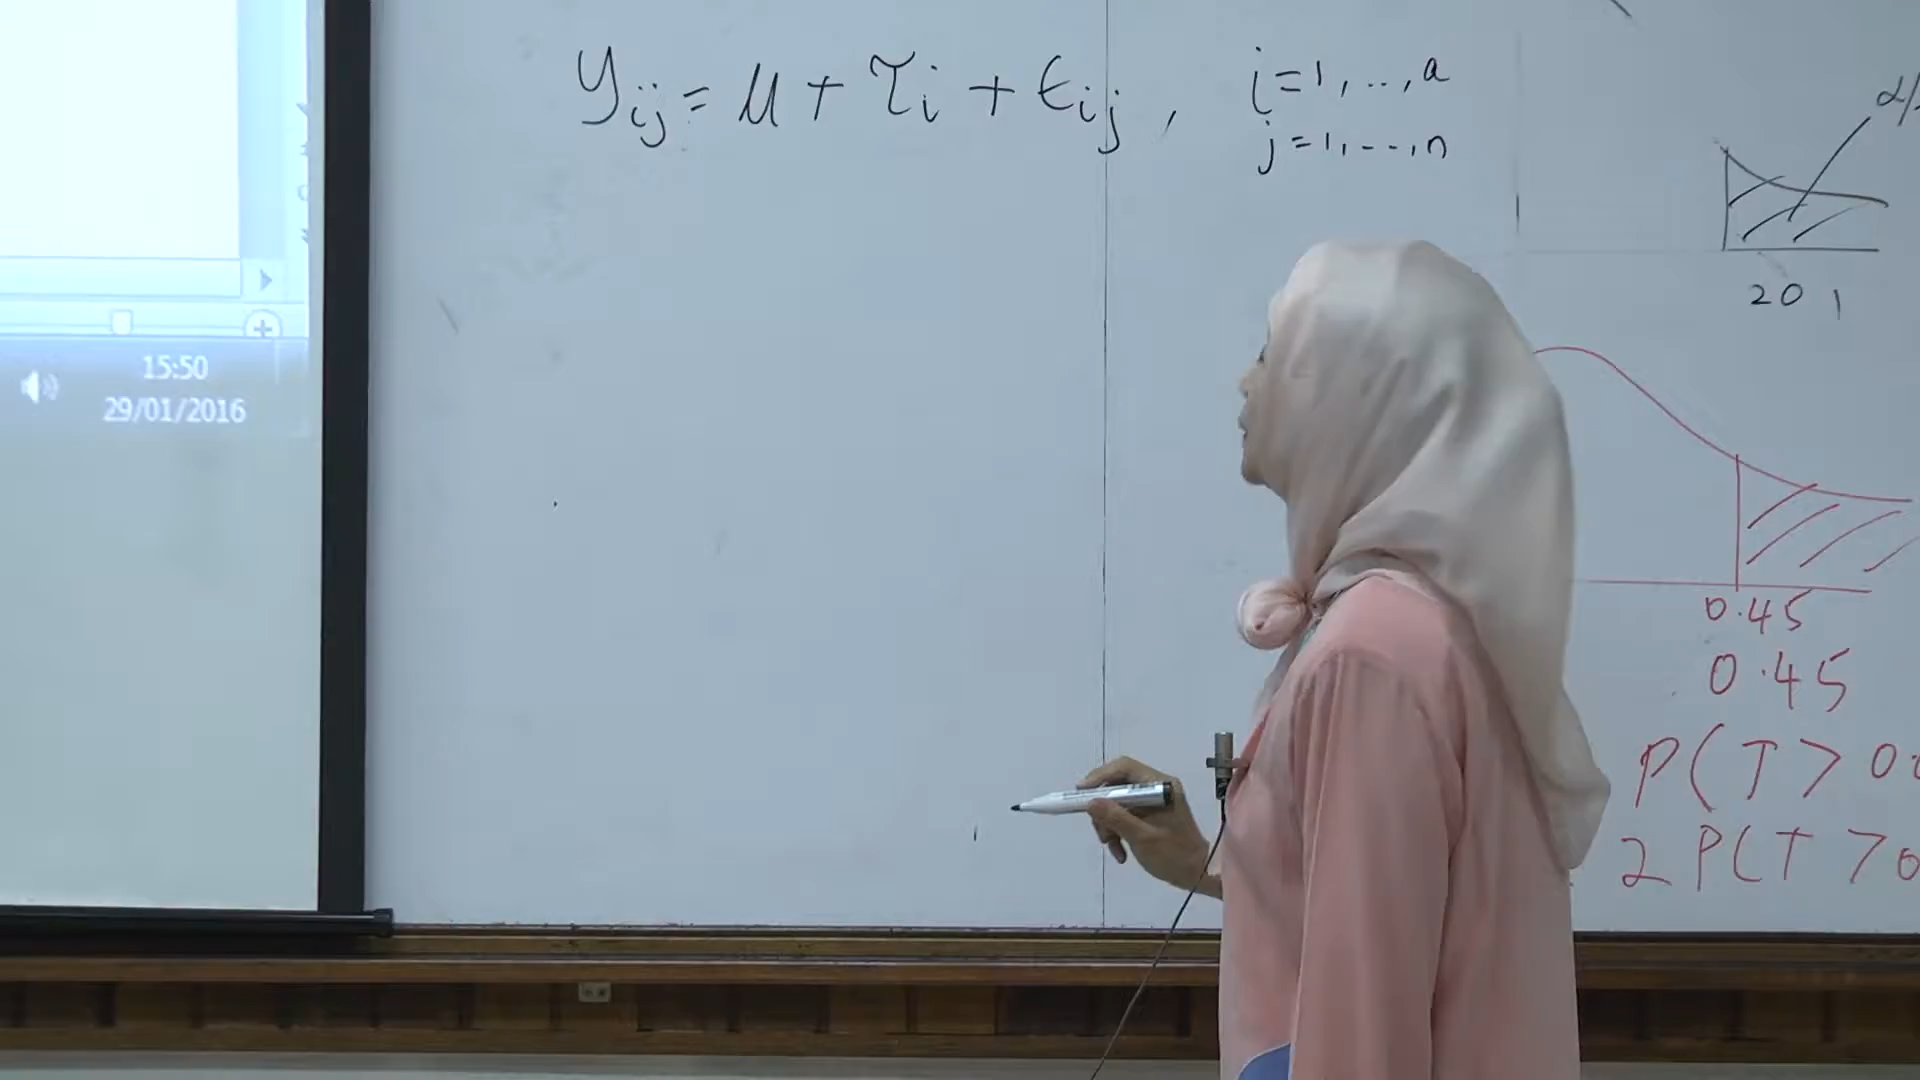 yij = μ + τi + ϵij, i=1,..,a
j=1,...,n
20 1
0.45
0.45
P(T>0
2P(T>0
15:50
29/01/2016